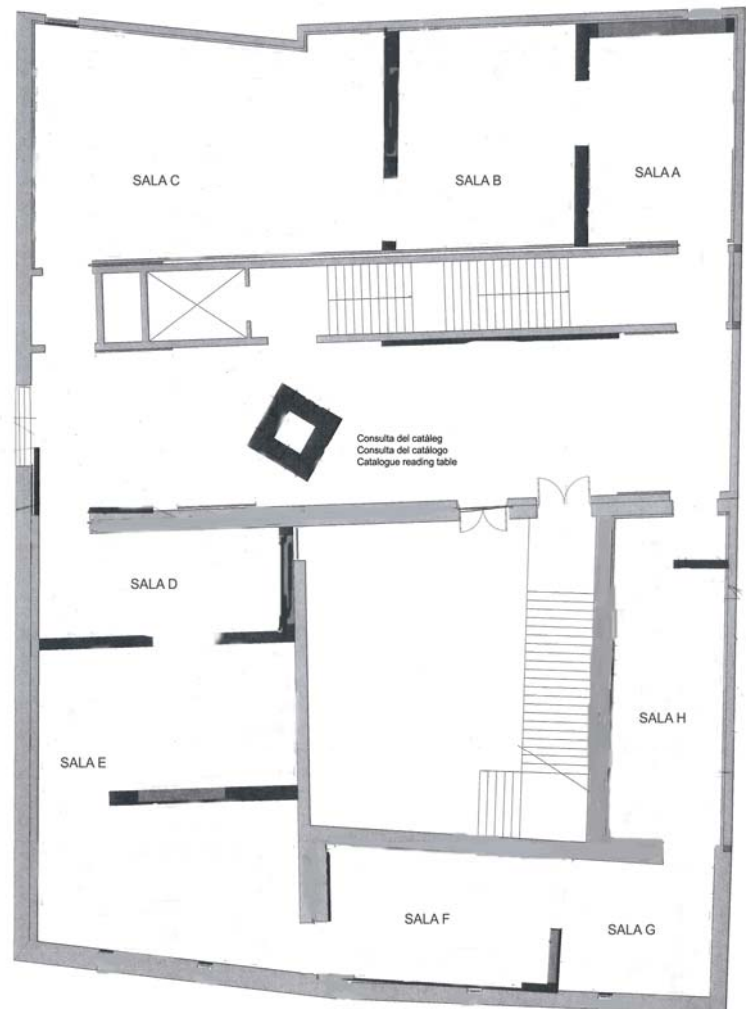 SALA C
SALA B
SALA A
Consulta del catàleg
Consulta del catálogo
Catalogue reading table
SALA D
SALA H
SALA E
SALA F
SALA G